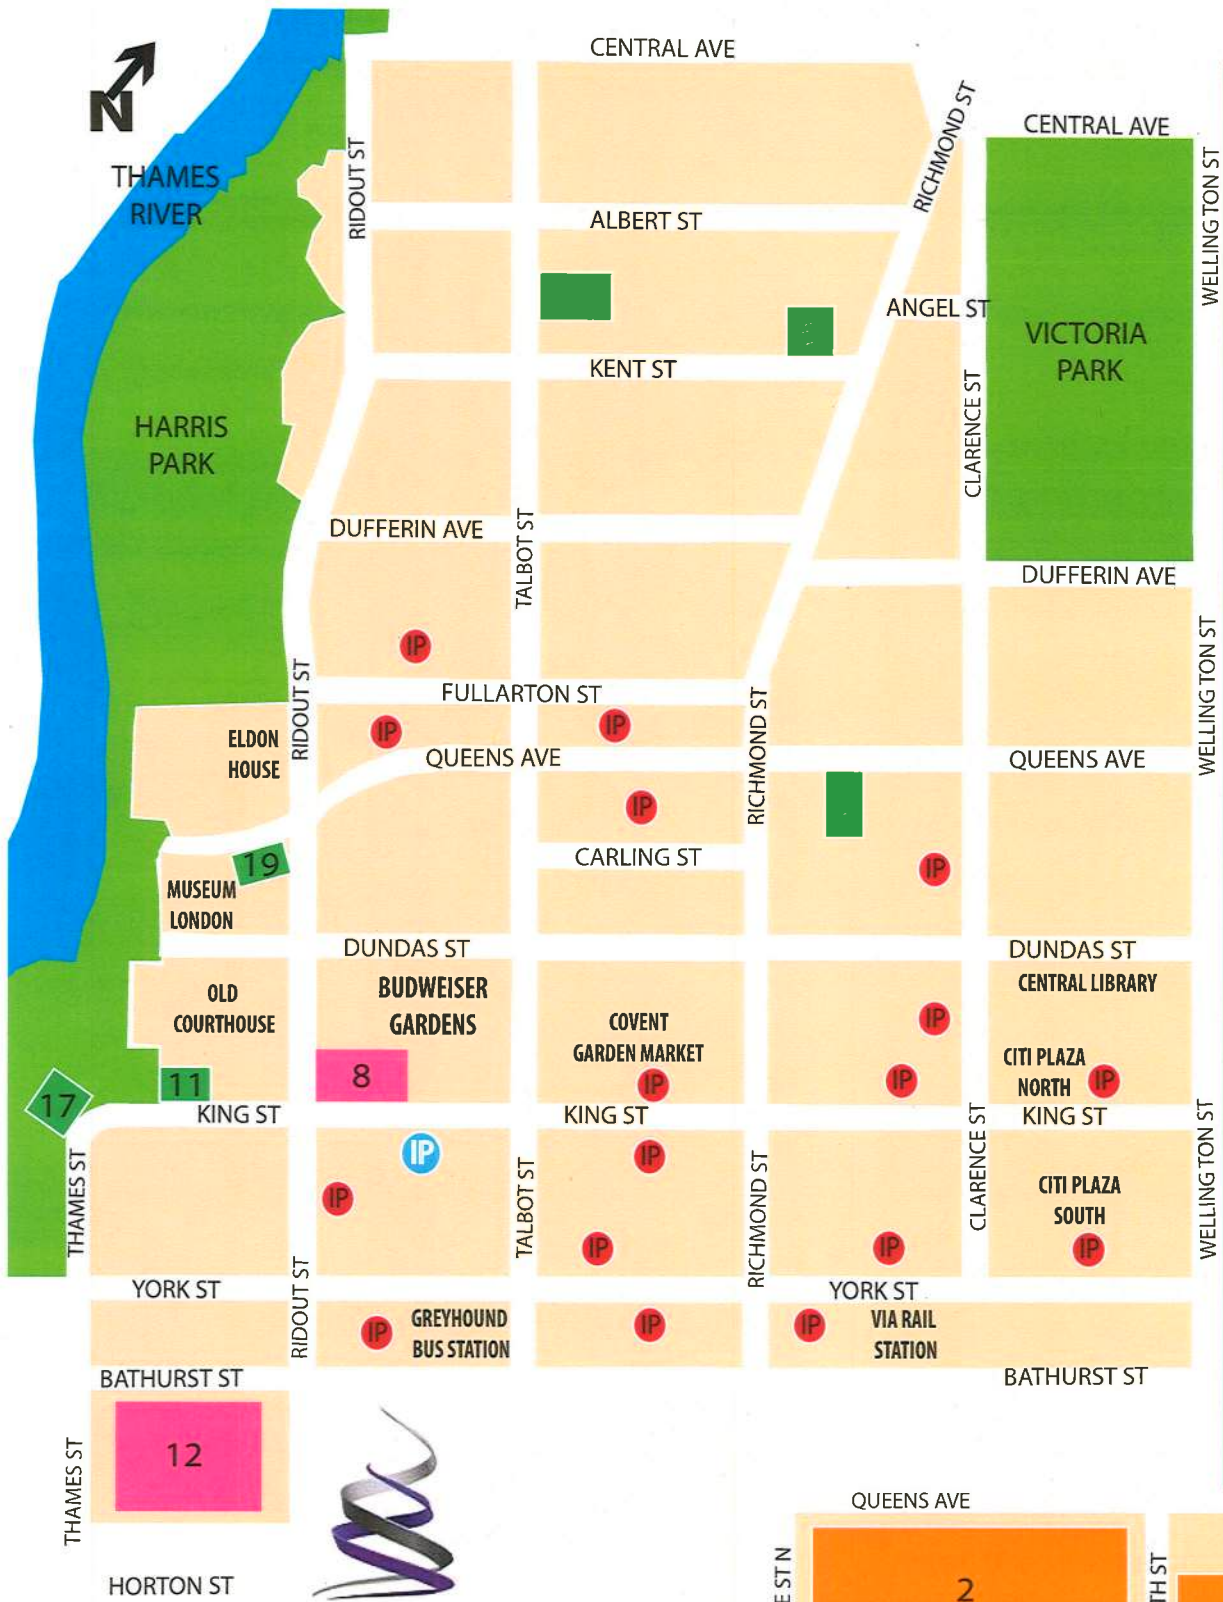 CENTRAL AVE
N
RICHMOND ST
CENTRAL AVE
THAMES
RIVER
RIDOUT ST
WELLINGTON ST
ALBERT ST
ANGEL ST
VICTORIA
PARK
KENT ST
CLARENCE ST
HARRIS
PARK
DUFFERIN AVE
TALBOT ST
DUFFERIN AVE
IP
WELLINGTON ST
RIDOUT ST
FULLARTON ST
RICHMOND ST
IP
IP
ELDON
HOUSE
QUEENS AVE
QUEENS AVE
IP
CARLING ST
19
IP
MUSEUM
LONDON
DUNDAS ST
DUNDAS ST
CENTRAL LIBRARY
OLD
COURTHOUSE
BUDWEISER
GARDENS
COVENT
GARDEN MARKET
IP
CITI PLAZA
NORTH
IP
IP
IP
8
11
17
KING ST
KING ST
KING ST
CLARENCE ST
WELLINGTON ST
IP
IP
THAMES ST
TALBOT ST
RICHMOND ST
IP
CITI PLAZA
SOUTH
IP
IP
IP
YORK ST
YORK ST
RIDOUT ST
IP
GREYHOUND
BUS STATION
IP
IP
VIA RAIL
STATION
BATHURST ST
BATHURST ST
12
THAMES ST
HORTON ST
QUEENS AVE
E ST N
2
TH ST